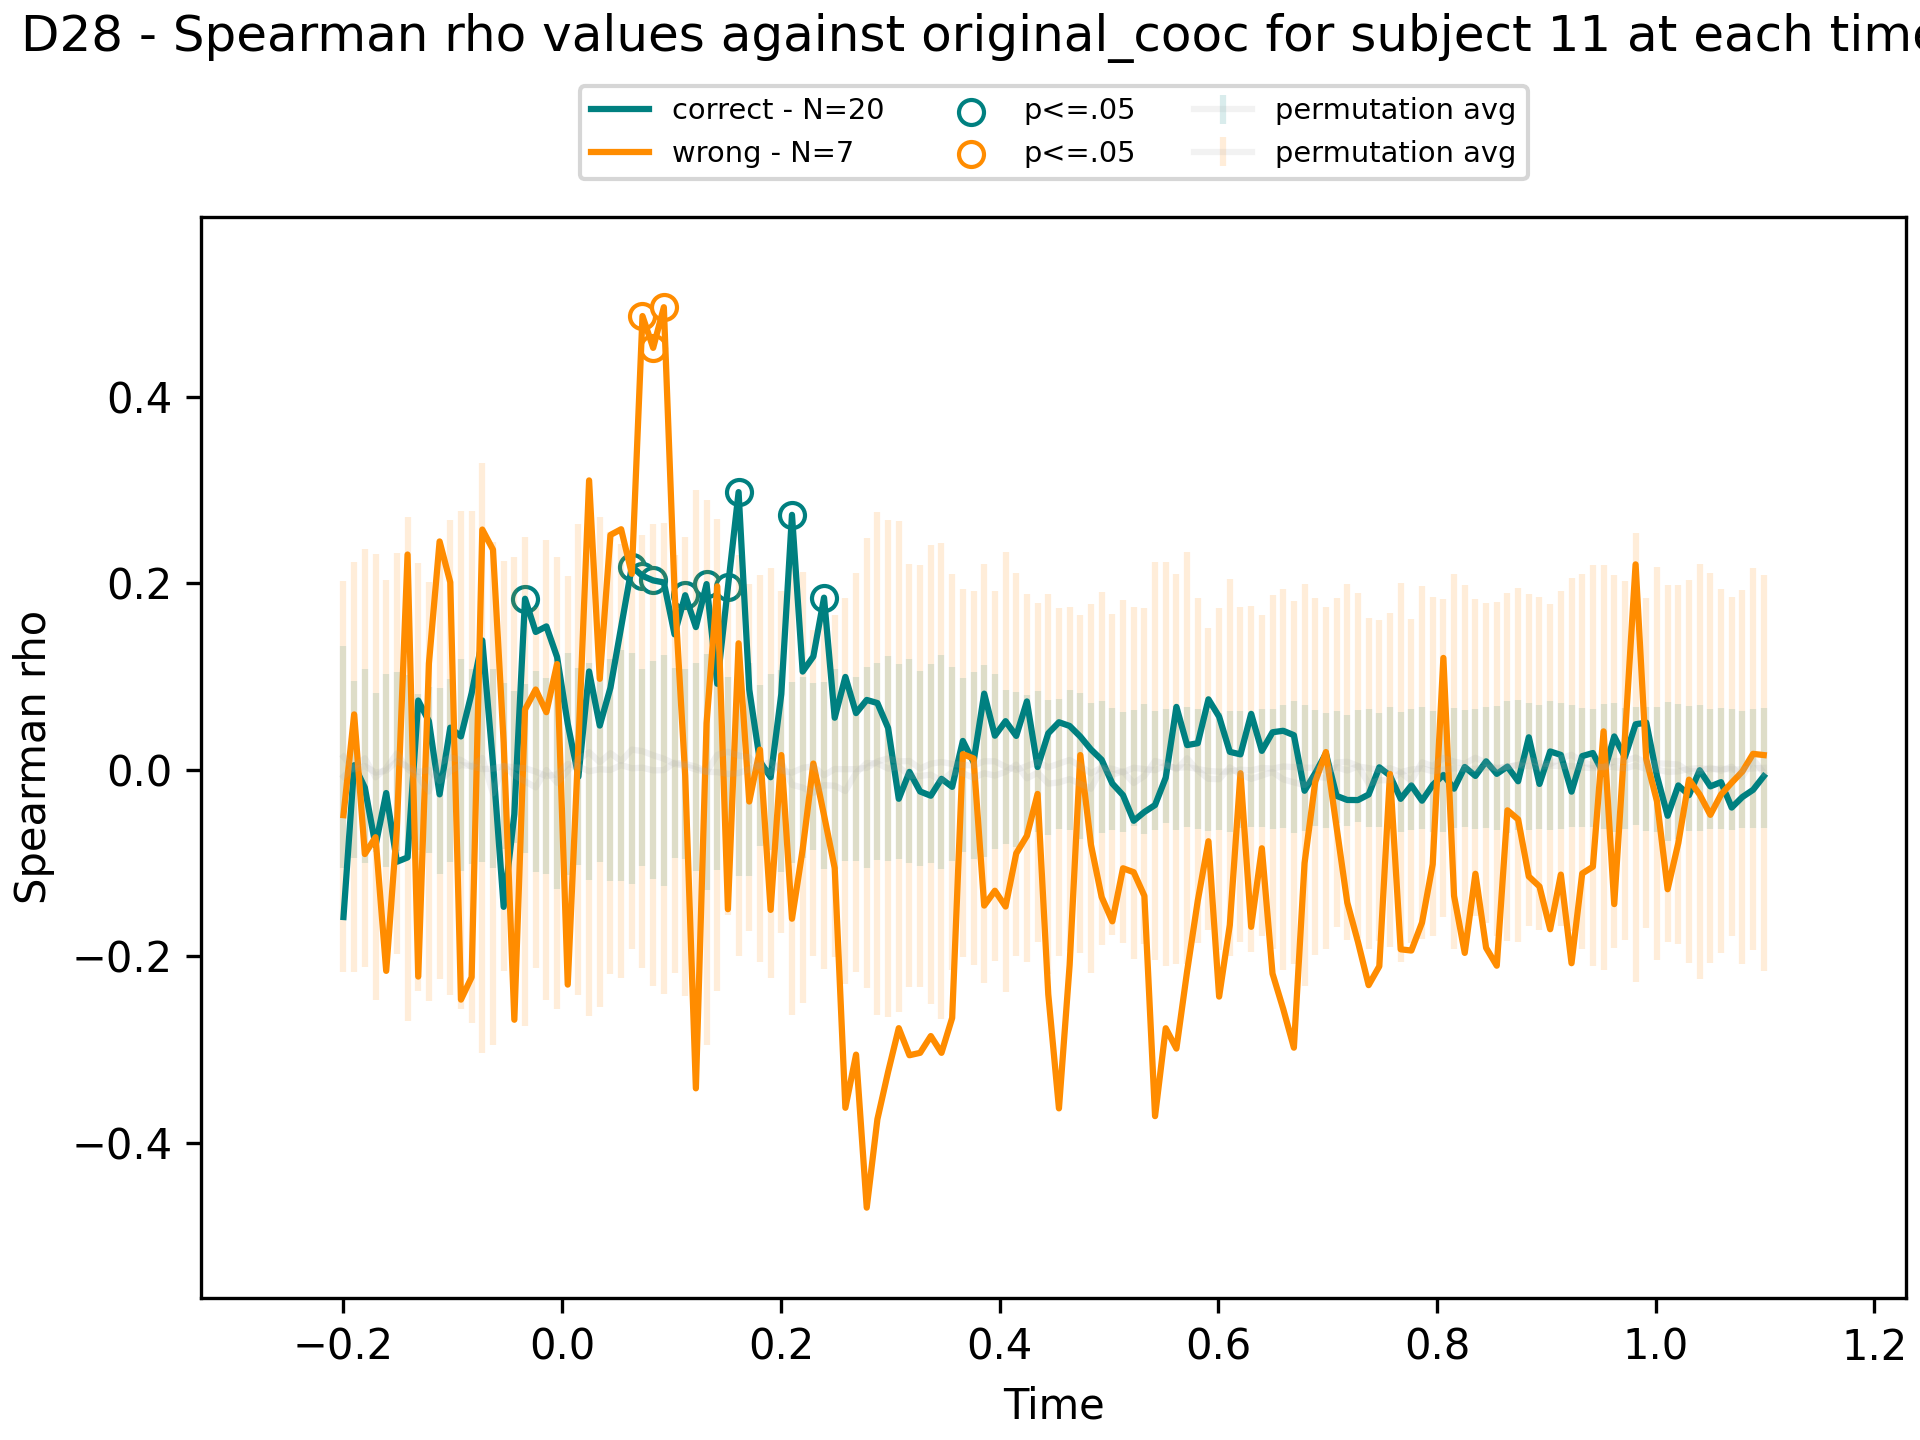 D28 - Spearman rho values against original_cooc for subject 11 at each time
correct - N=20
wrong - N=7
p<=.05
p<=.05
permutation avg
permutation avg
Spearman rho
0.4
0.2
0.0
−0.2
−0.4
−0.2
0.0
0.2
0.4
0.6
0.8
1.0
1.2
Time